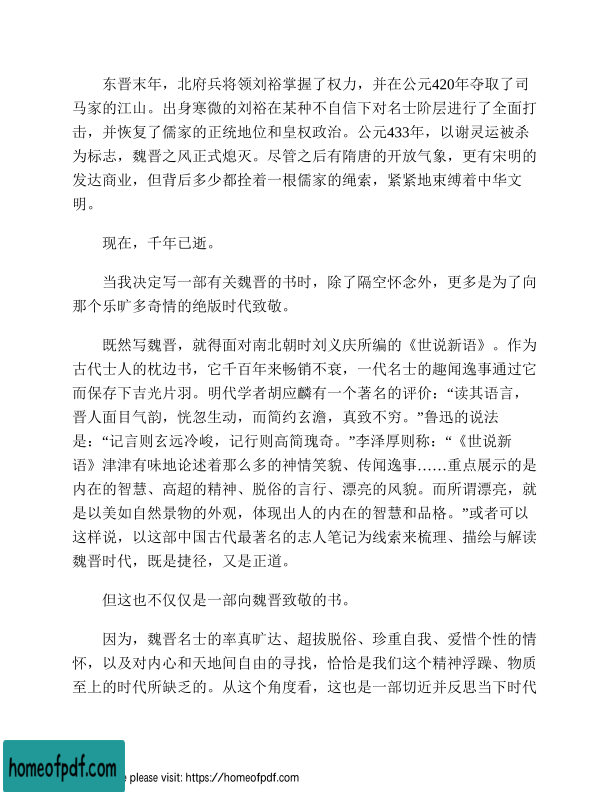 东晋末年，北府兵将领刘裕掌握了权力，并在公元420年夺取了司
马家的江山。出身寒微的刘裕在某种不自信下对名士阶层进行了全面打
击，并恢复了儒家的正统地位和皇权政治。公元433年，以谢灵运被杀
为标志，魏晋之风正式熄灭。尽管之后有隋唐的开放气象，更有宋明的
发达商业，但背后多少都拴着一根儒家的绳索，紧紧地束缚着中华文
明。
现在，千年已逝。
当我决定写一部有关魏晋的书时，除了隔空怀念外，更多是为了向
那个乐旷多奇情的绝版时代致敬。
既然写魏晋，就得面对南北朝时刘义庆所编的《世说新语》。作为
古代士人的枕边书，它千百年来畅销不衰，一代名士的趣闻逸事通过它
而保存下吉光片羽。明代学者胡应麟有一个著名的评价：“读其语言，
晋人面目气韵，恍忽生动，而简约玄澹，真致不穷。”鲁迅的说法
是：“记言则玄远冷峻，记行则高简瑰奇。”李泽厚则称：“《世说新
语》津津有味地论述着那么多的神情笑貌、传闻逸事……重点展示的是
内在的智慧、高超的精神、脱俗的言行、漂亮的风貌。而所谓漂亮，就
是以美如自然景物的外观，体现出人的内在的智慧和品格。”或者可以
这样说，以这部中国古代最著名的志人笔记为线索来梳理、描绘与解读
魏晋时代，既是捷径，又是正道。
但这也不仅仅是一部向魏晋致敬的书。
因为，魏晋名士的率真旷达、超拔脱俗、珍重自我、爱惜个性的情
怀，以及对内心和天地间自由的寻找，恰恰是我们这个精神浮躁、物质
至上的时代所缺乏的。从这个角度看，这也是一部切近并反思当下时代
homeofpdf.com
please visit: https://homeofpdf.com